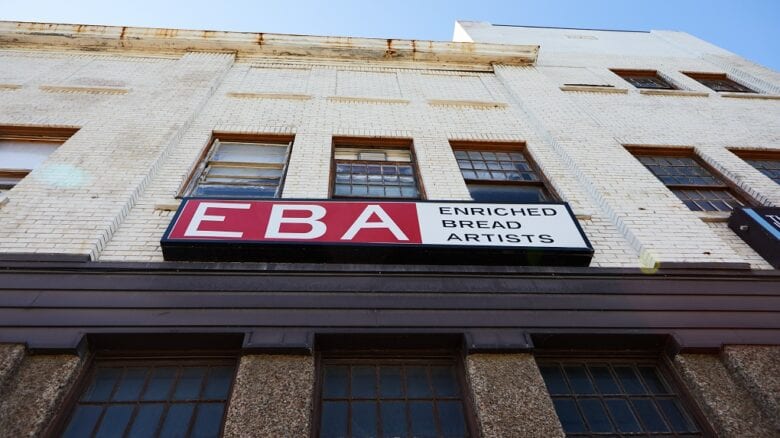 EBA
ENRICHED
BREAD
ARTISTS